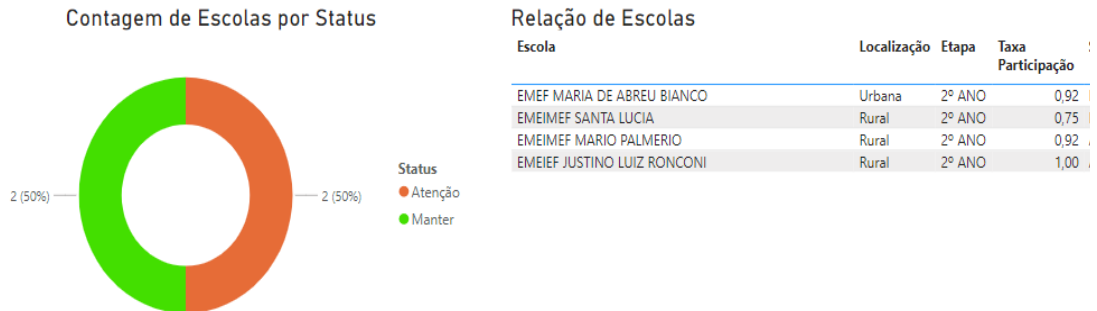 Contagem de Escolas por Status
2 (50%)
2 (50%)
Status
Atenção
Manter
Relação de Escolas
Escola Localização Etapa Taxa Participação
EMEF MARIA DE ABREU BIANCO Urbana 2º ANO 0,92
EMEIMEF SANTA LUCIA Rural 2º ANO 0,75
EMEIMEF MARIO PALMERIO Rural 2º ANO 0,92
EMEIEF JUSTINO LUIZ RONCONI Rural 2º ANO 1,00